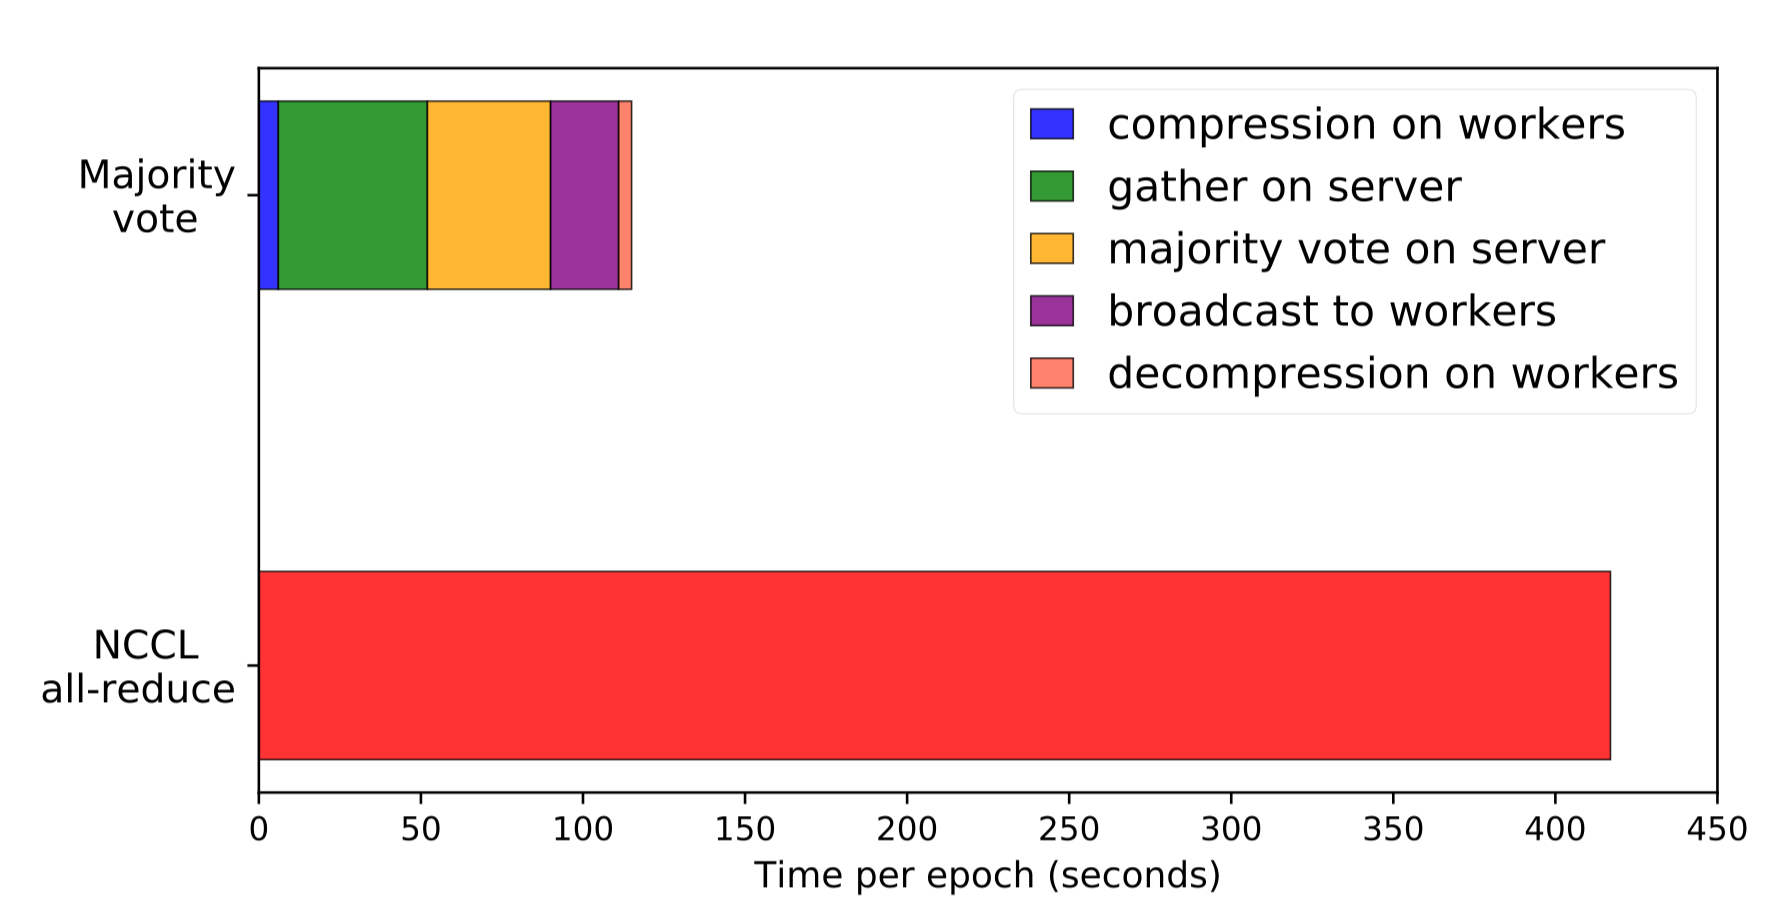 Majority
vote
compression on workers
gather on server
majority vote on server
broadcast to workers
decompression on workers
NCCL
all-reduce
0 50 100 150 200 250 300 350 400 450
Time per epoch (seconds)